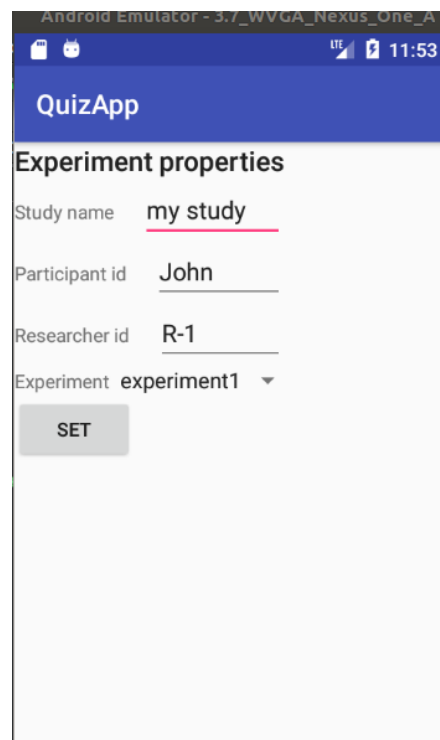 Android Emulator - 3.7_WVGA_Nexus_One_A
LTE 11:53
QuizApp
Experiment properties
Study name my study
Participant id John
Researcher id R-1
Experiment experiment1
SET